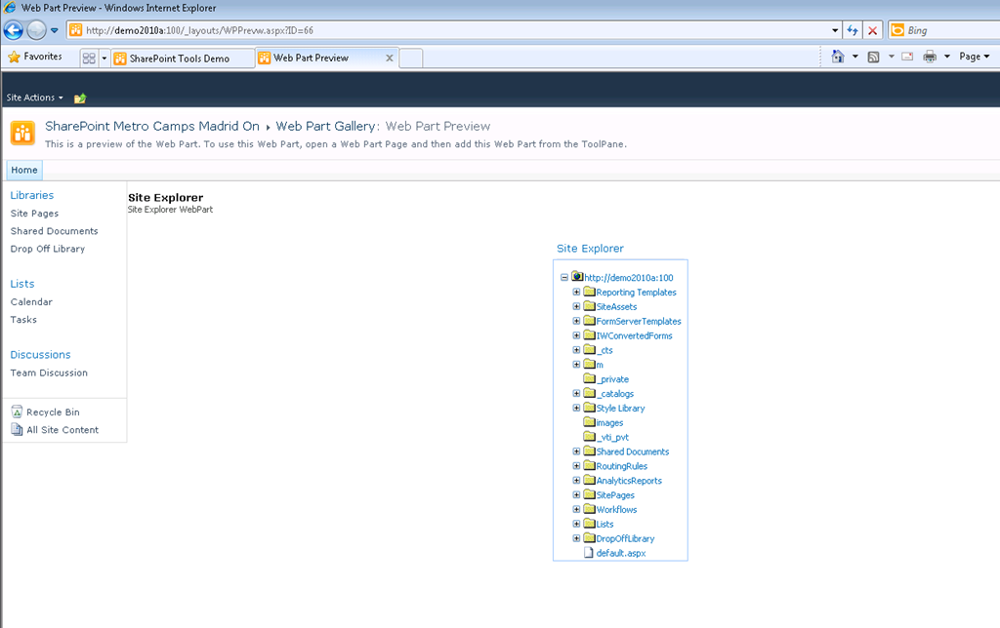 Web Part Preview - Windows Internet Explorer
http://demo2010a:100/_layouts/WPPrevw.aspx?ID=66
Bing
Favorites
SharePoint Tools Demo
Web Part Preview
Page
Site Actions
SharePoint Metro Camps Madrid On
Web Part Gallery: Web Part Preview
This is a preview of the Web Part. To use this Web Part, open a Web Part Page and then add this Web Part from the ToolPane.
Home
Libraries
Site Pages
Shared Documents
Drop Off Library
Lists
Calendar
Tasks
Discussions
Team Discussion
Recycle Bin
All Site Content
Site Explorer
Site Explorer WebPart
Site Explorer
http://demo2010a:100
Reporting Templates
SiteAssets
FormServerTemplates
IWConvertedForms
_cts
m
_private
_catalogs
Style Library
images
_vti_pvt
Shared Documents
RoutingRules
AnalyticsReports
SitePages
Workflows
Lists
DropOffLibrary
default.aspx